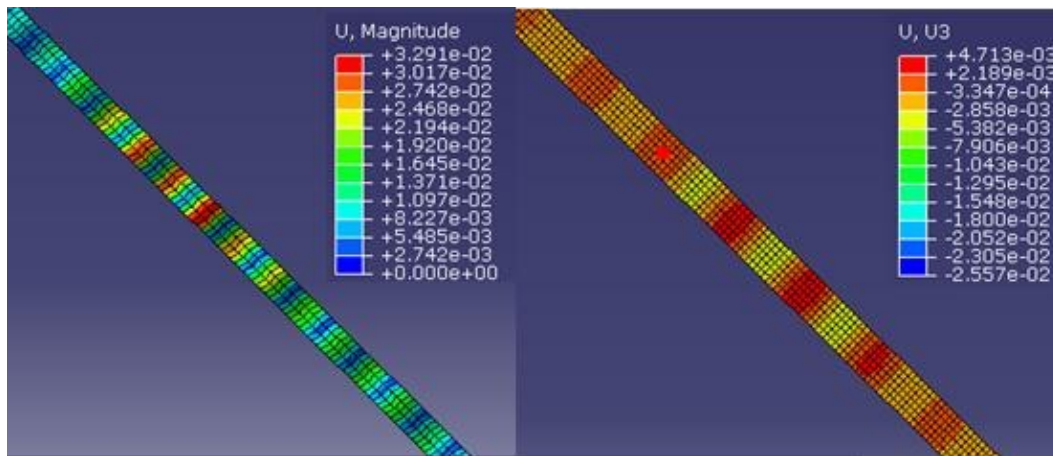 U, Magnitude
+3.291e-02
+3.017e-02
+2.742e-02
+2.468e-02
+2.194e-02
+1.920e-02
+1.645e-02
+1.371e-02
+1.097e-02
+8.227e-03
+5.485e-03
+2.742e-03
+0.000e+00
U, U3
+4.713e-03
+2.189e-03
-3.347e-04
-2.858e-03
-5.382e-03
-7.906e-03
-1.043e-02
-1.295e-02
-1.548e-02
-1.800e-02
-2.052e-02
-2.305e-02
-2.557e-02